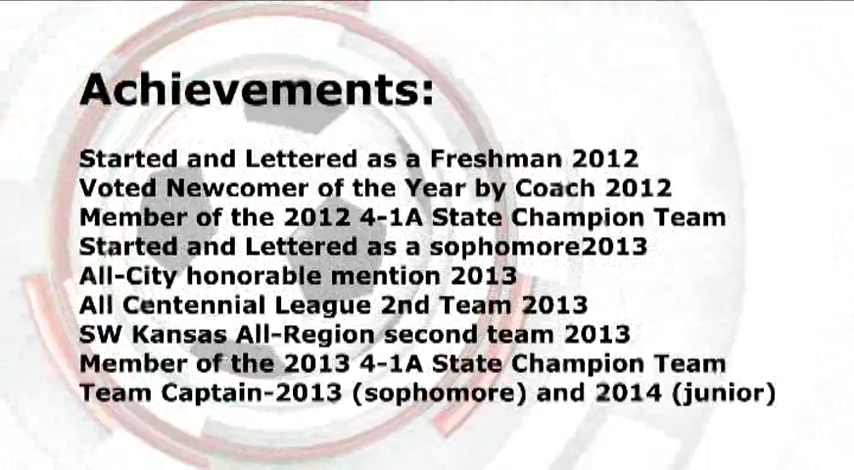 Achievements:
Started and Lettered as a Freshman 2012
Voted Newcomer of the Year by Coach 2012
Member of the 2012 4-1A State Champion Team
Started and Lettered as a sophomore2013
All-City honorable mention 2013
All Centennial League 2nd Team 2013
SW Kansas All-Region second team 2013
Member of the 2013 4-1A State Champion Team
Team Captain-2013 (sophomore) and 2014 (junior)